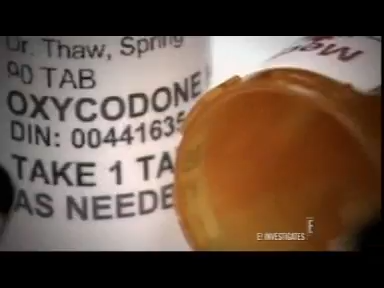 Dr. Thaw, Spring
90 TAB
OXYCODONE
DIN: 00441635
TAKE 1 TA
AS NEEDE
E! INVESTIGATES
E!